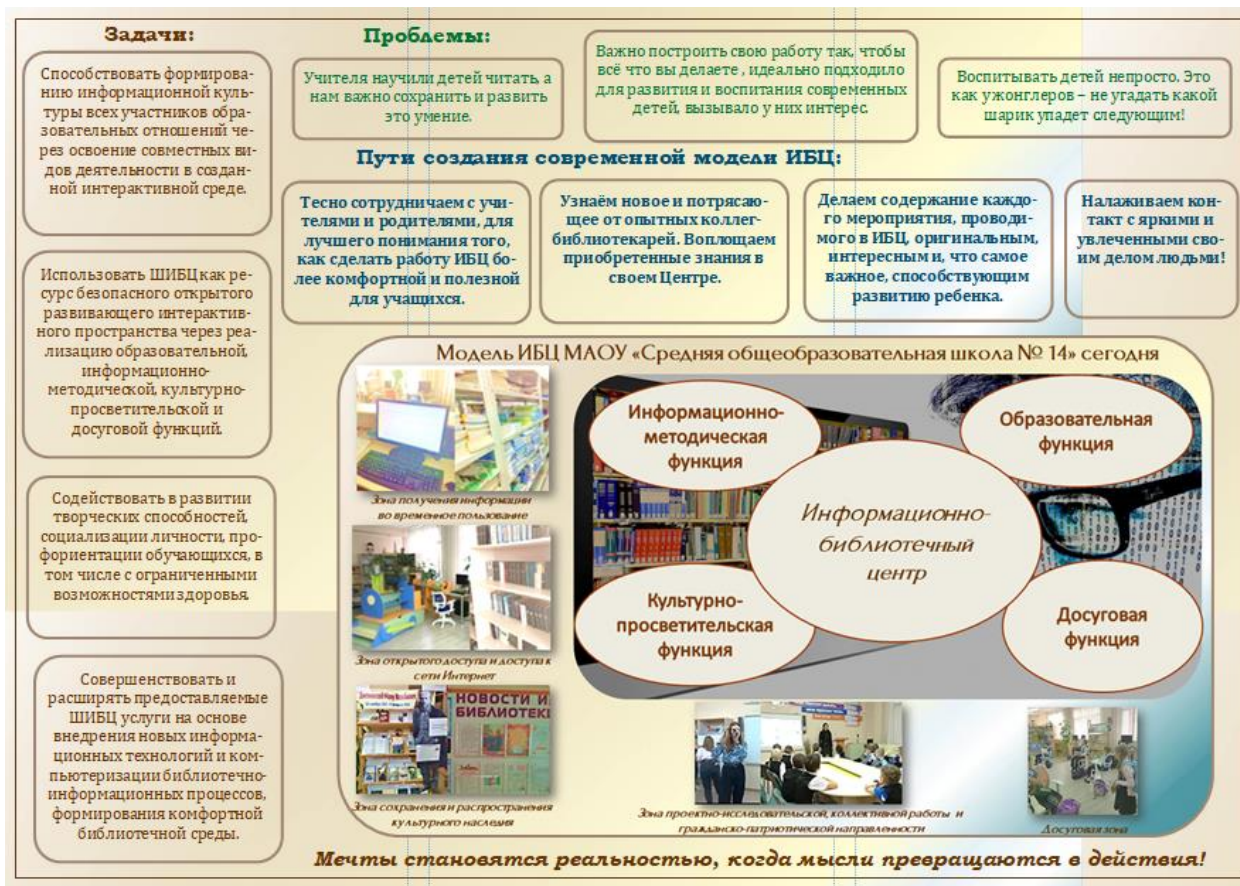 Задачи:
Способствовать формирова-
нию информационной куль-
туры всех участников обра-
зовательных отношений че-
рез освоение совместных ви-
дов деятельности в создан-
ной интерактивной среде.
Использовать ШИБЦ как ре-
сурс безопасного открытого
развивающего интерактив-
ного пространства через реа-
лизацию образовательной,
информационно-
методической, культурно-
просветительской и
досуговой функций.
Содействовать в развитии
творческих способностей,
социализации личности, про-
фориентации обучающихся, в
том числе с ограниченными
возможностями здоровья.
Совершенствовать и
расширять предоставляемые
ШИБЦ услуги на основе
внедрения новых информа-
ционных технологий и ком-
пьютеризации библиотечно-
информационных процессов,
формирования комфортной
библиотечной среды.
Проблемы:
Учителя научили детей читать, а
нам важно сохранить и развить
это умение.
Важно построить свою работу так, чтобы
всё что вы делаете , идеально подходило
для развития и воспитания современных
детей, вызывало у них интерес.
Воспитывать детей непросто. Это
как ужонглеров – не угадать какой
шарик упадет следующим!
Пути создания современной модели ИБЦ:
Тесно сотрудничаем с учи-
телями и родителями, для
лучшего понимания того,
как сделать работу ИБЦ бо-
лее комфортной и полезной
для учащихся.
Узнаём новое и потрясаю-
щее от опытных коллег-
библиотекарей. Воплощаем
приобретенные знания в
своем Центре.
Делаем содержание каждо-
го мероприятия, проводи-
мого в ИБЦ, оригинальным,
интересным и, что самое
важное, способствующим
развитию ребенка.
Налаживаем кон-
такт с яркими и
увлеченными сво-
им делом людьми!
Модель ИБЦ МАОУ «Средняя общеобразовательная школа № 14» сегодня
Зона получения информации
во временное пользование
Зона открытого доступа и доступа к
сети Интернет
НОВОСТИ И
БИБЛИОТЕК
Зона сохранения и распространения
культурного наследия
Информационно-
методическая
функция
Образовательная
функция
Информационно-
библиотечный
центр
Культурно-
просветительская
функция
Досуговая
функция
Зона проектно-исследовательской, коллективной работы и
гражданско-патриотической направленности
Досуговая зона
Мечты становятся реальностью, когда мысли превращаются в действия!